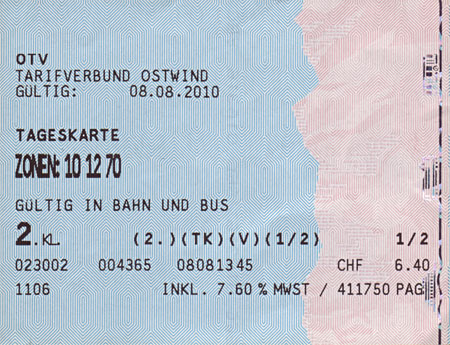 OTV
TARIFVERBUND OSTWIND
GÜLTIG: 08.08.2010
TAGESKARTE
ZONEN: 10 12 70
GÜLTIG IN BAHN UND BUS
2. KL. (2.)(TK)(V)(1/2) 1/2
023002 004365 08081345 CHF 6.40
1106 INKL. 7.60 % MWST / 411750 PAG